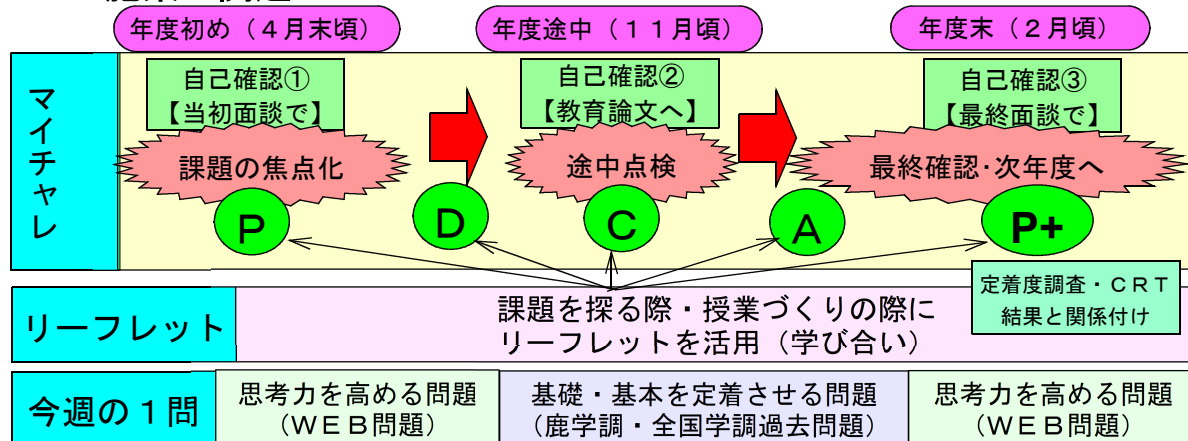 年度初め（４月末頃）
年度途中（１１月頃）
年度末（２月頃）
マイチャレ
自己確認①
【当初面談で】
自己確認②
【教育論文へ】
自己確認③
【最終面談で】
課題の焦点化
途中点検
最終確認・次年度へ
P
D
C
A
P+
定着度調査・ＣＲＴ
結果と関係付け
リーフレット
課題を探る際・授業づくりの際に
リーフレットを活用（学び合い）
今週の１問
思考力を高める問題
（ＷＥＢ問題）
基礎・基本を定着させる問題
（鹿学調・全国学調過去問題）
思考力を高める問題
（ＷＥＢ問題）